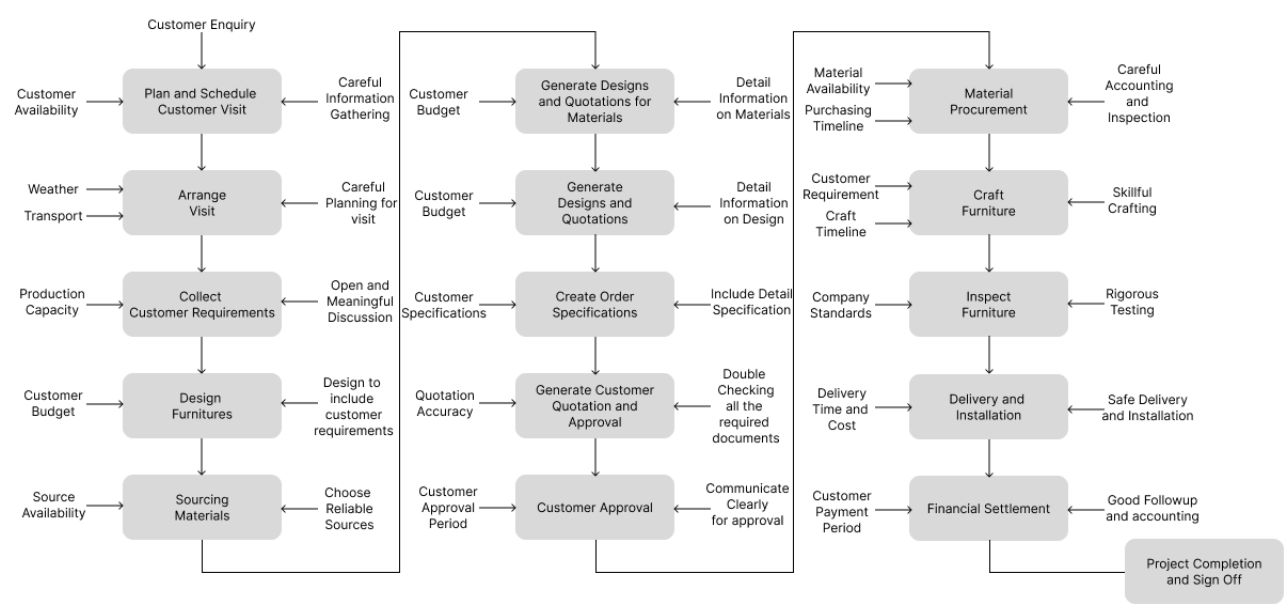 Customer Enquiry
Customer
Availability
Plan and Schedule
Customer Visit
Careful
Information
Gathering
Weather
Transport
Arrange
Visit
Careful
Planning for
visit
Production
Capacity
Collect
Customer Requirements
Open and
Meaningful
Discussion
Customer
Budget
Design
Furnitures
Design to
include
customer
requirements
Source
Availability
Sourcing
Materials
Choose
Reliable
Sources
Customer
Budget
Generate Designs
and Quotations for
Materials
Detail
Information
on Materials
Customer
Budget
Generate
Designs and
Quotations
Detail
Information
on Design
Customer
Specifications
Create Order
Specifications
Include Detail
Specification
Quotation
Accuracy
Generate Customer
Quotation and
Approval
Double
Checking
all the
required
documents
Customer
Approval
Period
Customer Approval
Communicate
Clearly
for approval
Material
Availability
Purchasing
Timeline
Material
Procurement
Careful
Accounting
and
Inspection
Customer
Requirement
Craft
Timeline
Craft
Furniture
Skillful
Crafting
Company
Standards
Inspect
Furniture
Rigorous
Testing
Delivery
Time and
Cost
Delivery and
Installation
Safe Delivery
and Installation
Customer
Payment
Period
Financial Settlement
Good Followup
and accounting
Project Completion
and Sign Off